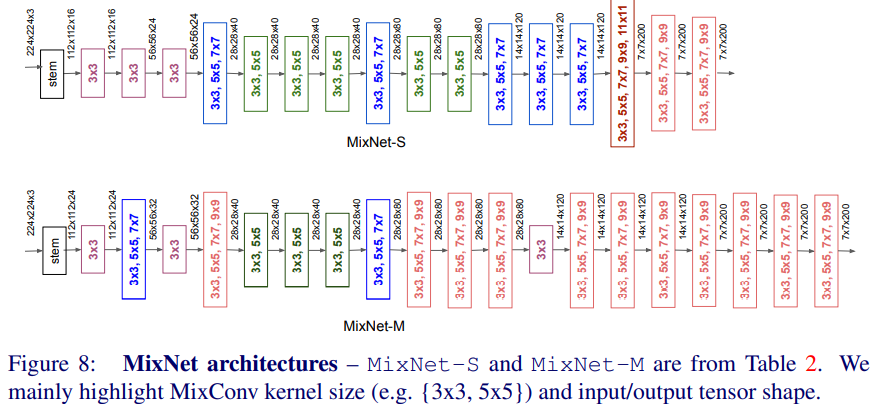 224x224x3
stem
112x112x16
3x3
112x112x16
3x3
56x56x24
3x3
56x56x24
3x3, 5x5, 7x7
28x28x40
3x3, 5x5
28x28x40
3x3, 5x5
28x28x40
3x3, 5x5
28x28x40
3x3, 5x5, 7x7
28x28x80
3x3, 5x5
28x28x80
3x3, 5x5
28x28x80
3x3, 5x5, 7x7
14x14x120
3x3, 5x5, 7x7
14x14x120
3x3, 5x5, 7x7
14x14x120
3x3, 5x5, 7x7, 9x9, 11x11
7x7x200
3x3, 5x5, 7x7, 9x9
7x7x200
3x3, 5x5, 7x7, 9x9
7x7x200
MixNet-S
224x224x3
stem
112x112x24
3x3
112x112x24
3x3, 5x5, 7x7
56x56x32
3x3
56x56x32
3x3, 5x5, 7x7, 9x9
28x28x40
3x3, 5x5
28x28x40
3x3, 5x5
28x28x40
3x3, 5x5
28x28x40
3x3, 5x5, 7x7
28x28x80
3x3, 5x5, 7x7, 9x9
28x28x80
3x3, 5x5, 7x7, 9x9
28x28x80
3x3, 5x5, 7x7, 9x9
28x28x80
3x3
14x14x120
3x3, 5x5, 7x7, 9x9
14x14x120
3x3, 5x5, 7x7, 9x9
14x14x120
3x3, 5x5, 7x7, 9x9
14x14x120
3x3, 5x5, 7x7, 9x9
7x7x200
3x3, 5x5, 7x7, 9x9
7x7x200
3x3, 5x5, 7x7, 9x9
7x7x200
3x3, 5x5, 7x7, 9x9
7x7x200
MixNet-M
Figure 8: MixNet architectures – MixNet-S and MixNet-M are from Table 2. We
mainly highlight MixConv kernel size (e.g. {3x3, 5x5}) and input/output tensor shape.